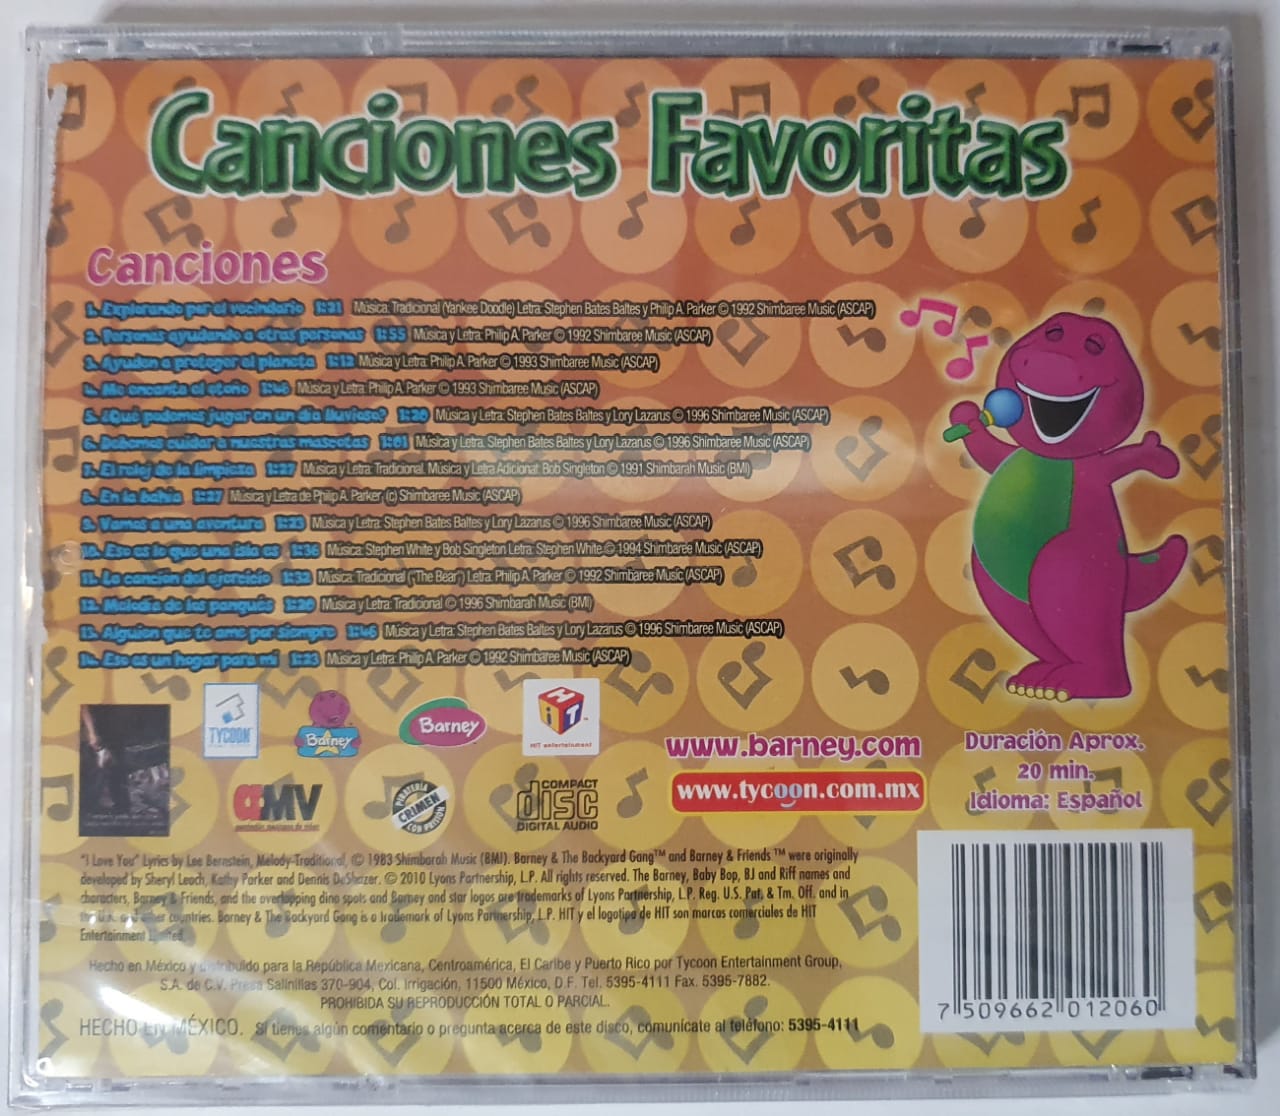 Canciones Favoritas
Canciones
1. Explorando por el vecindario 1:21 Música: Tradicional (Yankee Doodle) Letra: Stephen Bates Baltes y Philip A. Parker © 1992 Shimbaree Music (ASCAP)
2. Personas ayudando a otras personas 1:55 Música y Letra: Philip A. Parker © 1992 Shimbaree Music (ASCAP)
3. Ayuden a proteger el planeta 1:12 Música y Letra: Philip A. Parker © 1993 Shimbaree Music (ASCAP)
4. Me encanta el otoño 1:46 Música y Letra: Philip A. Parker © 1993 Shimbaree Music (ASCAP)
5. ¿Qué podemos jugar en un día lluvioso? 1:20 Música y Letra: Stephen Bates Baltes y Lory Lazarus © 1996 Shimbaree Music (ASCAP)
6. Debemos cuidar a nuestras mascotas 1:01 Música y Letra: Stephen Bates Baltes y Lory Lazarus © 1996 Shimbaree Music (ASCAP)
7. El reloj de la limpieza 1:27 Música y Letra: Tradicional. Música y Letra Adicional: Bob Singleton © 1991 Shimbarah Music (BMI)
8. En la bahía 1:27 Música y Letra de Philip A. Parker, (c) Shimbaree Music (ASCAP)
9. Vamos a una aventura 1:23 Música y Letra: Stephen Bates Baltes y Lory Lazarus © 1996 Shimbaree Music (ASCAP)
10. Eso es lo que una isla es 1:36 Música: Stephen White y Bob Singleton Letra: Stephen White © 1994 Shimbaree Music (ASCAP)
11. La canción del ejercicio 1:32 Música: Tradicional ("The Bear") Letra: Philip A. Parker © 1992 Shimbaree Music (ASCAP)
12. Melodía de los panqués 1:20 Música y Letra: Tradicional © 1996 Shimbarah Music (BMI)
13. Alguien que te ame por siempre 1:46 Música y Letra: Stephen Bates Baltes y Lory Lazarus © 1996 Shimbaree Music (ASCAP)
14. Eso es un hogar para mí 1:23 Música y Letra: Philip A. Parker © 1992 Shimbaree Music (ASCAP)
TYCOON
Barney
Barney
HiT
HIT entertainment
www.barney.com
www.tycoon.com.mx
Duración Aprox.
20 min.
Idioma: Español
aMV
PIRATERIA
CRIMEN
CON PRISION
COMPACT
disc
DIGITAL AUDIO
"I Love You" Lyrics by Lee Bernstein, Melody-Traditional, © 1983 Shimbarah Music (BMI). Barney & The Backyard Gang™ and Barney & Friends ™ were originally
developed by Sheryl Leach, Kathy Parker and Dennis DeShazer. © 2010 Lyons Partnership, L.P. All rights reserved. The Barney, Baby Bop, BJ and Riff names and
characters, Barney & Friends, and the overlapping dino spots and Barney and star logos are trademarks of Lyons Partnership, L.P. Reg. U.S. Pat, & Tm. Off. and in
the U.K. and other countries. Barney & The Backyard Gang is a trademark of Lyons Partnership, L.P. HIT y el logotipo de HIT son marcas comerciales de HIT
Entertainment Limited.
Hecho en México y distribuido para la República Mexicana, Centroamérica, El Caribe y Puerto Rico por Tycoon Entertainment Group,
S.A. de C.V. Presa Salinillas 370-904, Col. Irrigación, 11500 México, D.F. Tel. 5395-4111 Fax. 5395-7882.
PROHIBIDA SU REPRODUCCIÓN TOTAL O PARCIAL.
HECHO EN MÉXICO. Si tienes algún comentario o pregunta acerca de este disco, comunícate al teléfono: 5395-4111
7 509662 012060